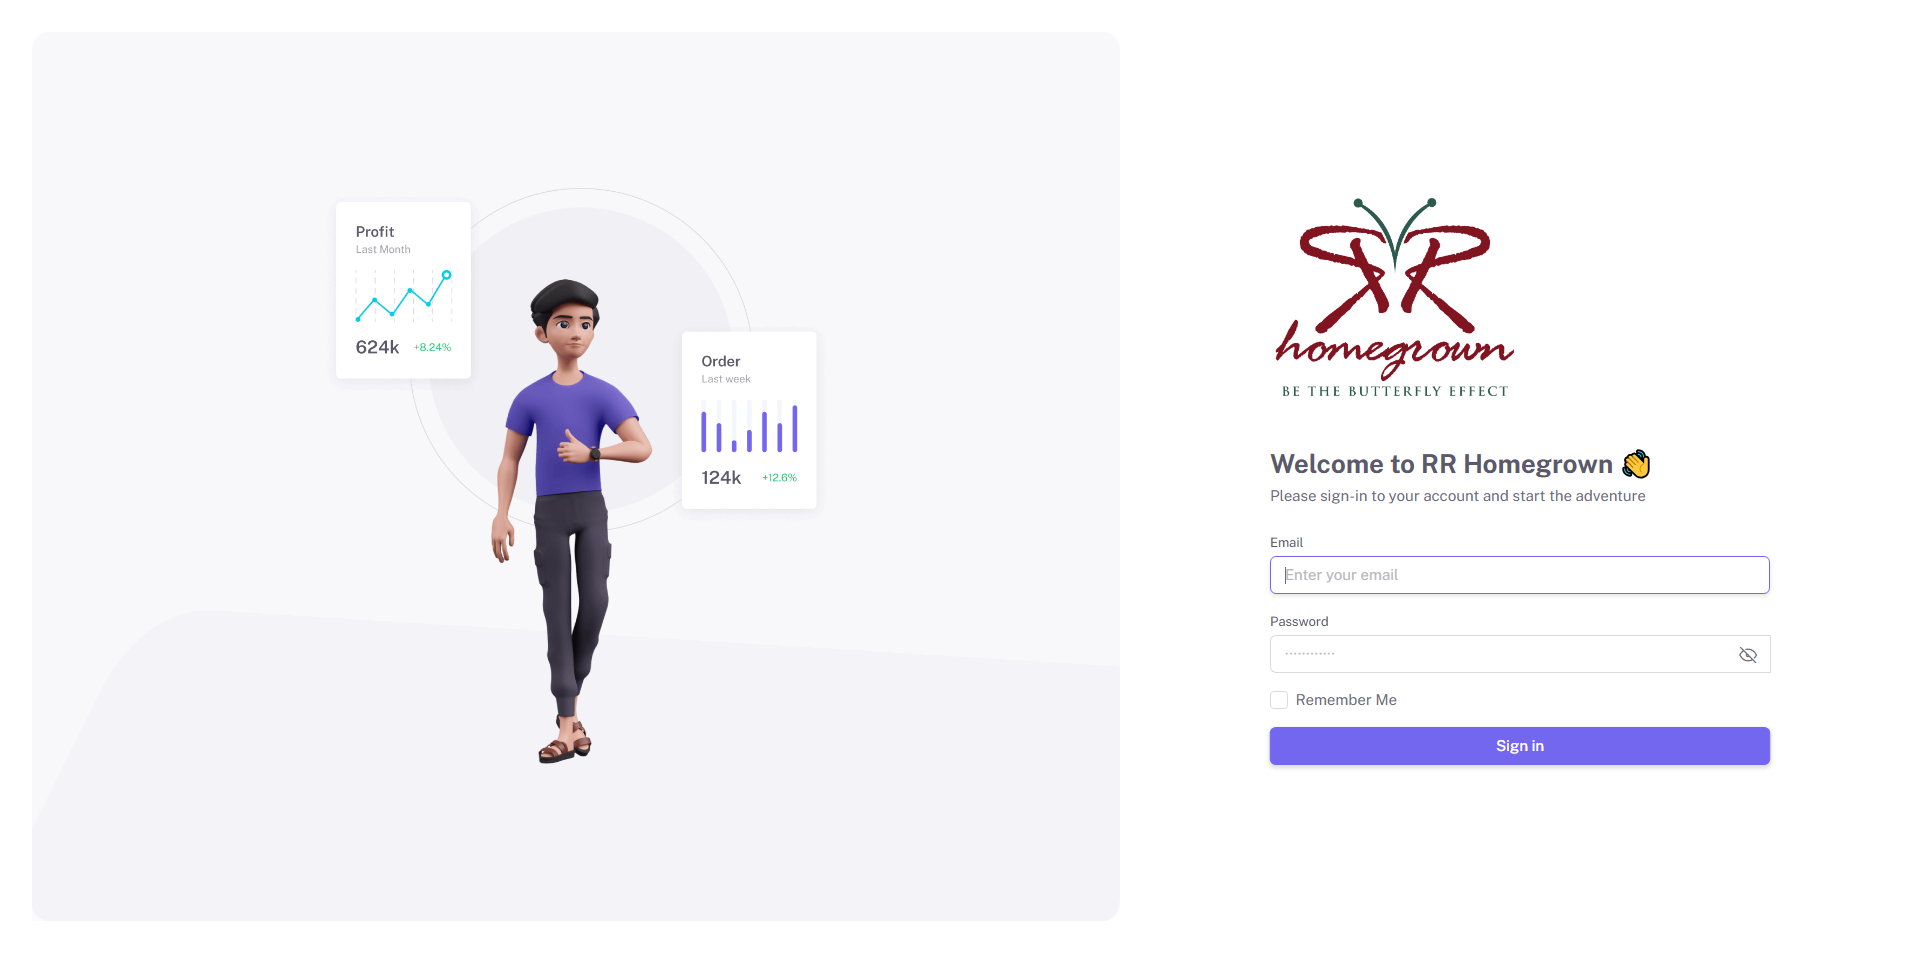 Profit
Last Month
624k +8.24%
Order
Last week
124k +12.6%
RR
homegrown
BE THE BUTTERFLY EFFECT
Welcome to RR Homegrown 👋
Please sign-in to your account and start the adventure
Email
Enter your email
Password
············
Remember Me
Sign in